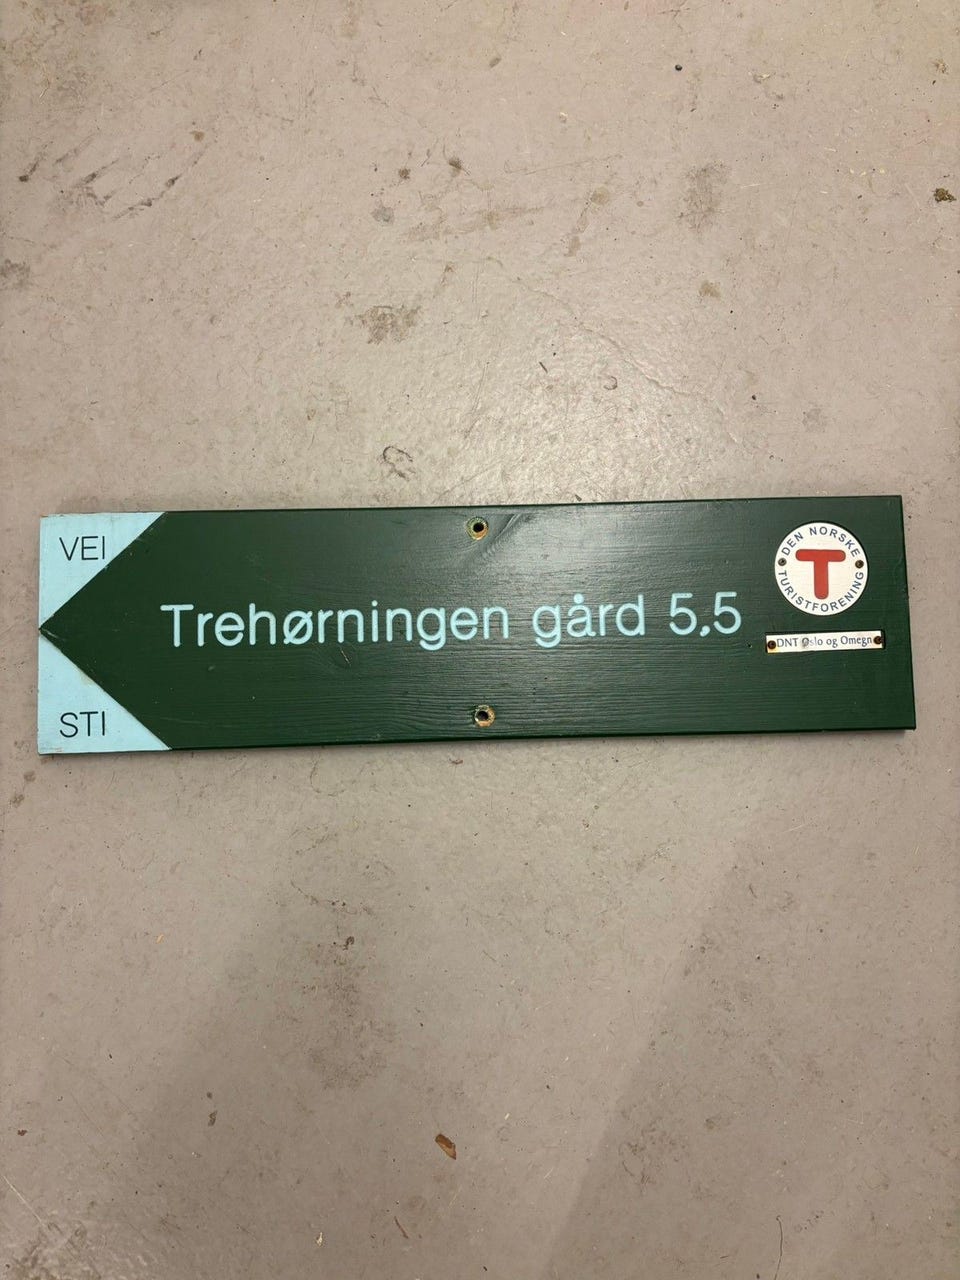 VEI
Trehørningen gård 5,5
STI
DEN NORSKE
T
TURISTFORENING
DNT Oslo og Omegn